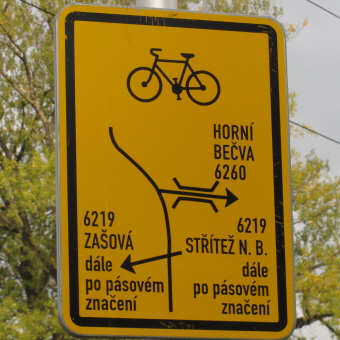 HORNÍ
BEČVA
6260
6219
ZAŠOVÁ
dále
po pásovém
značení
6219
STŘÍTEŽ N. B.
dále
po pásovém
značení